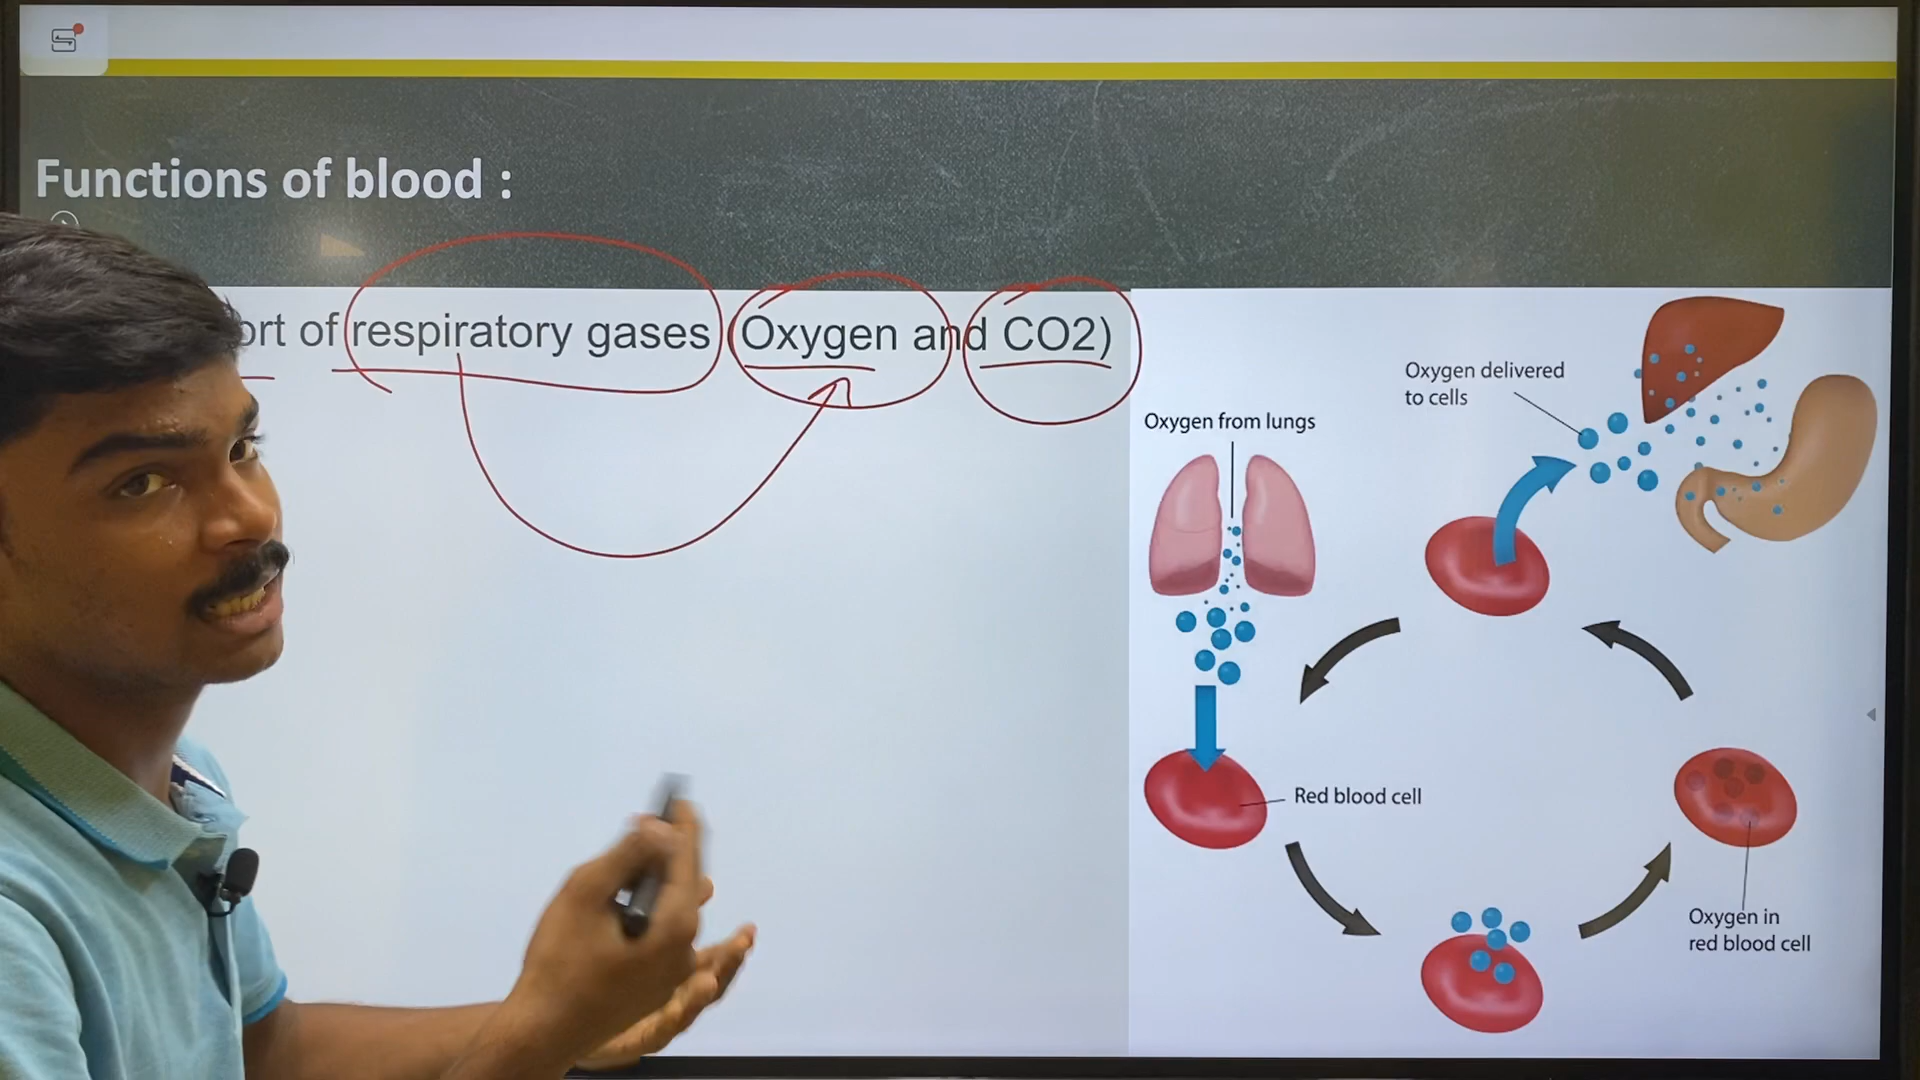 Functions of blood :
ort of respiratory gases (Oxygen and CO2)
Oxygen delivered
to cells
Oxygen from lungs
Red blood cell
Oxygen in
red blood cell